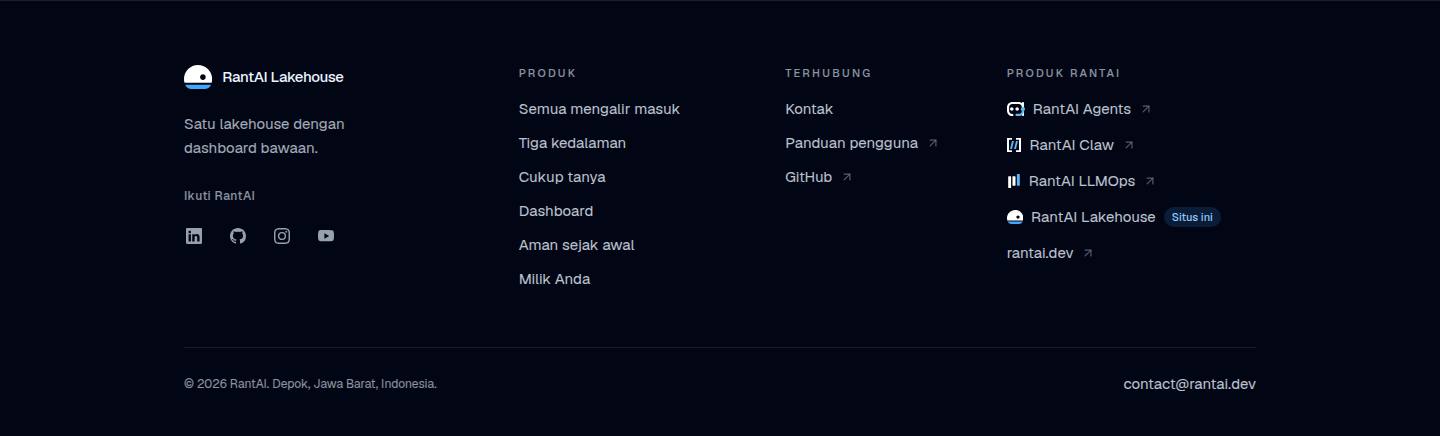 RantAI Lakehouse
Satu lakehouse dengan
dashboard bawaan.
Ikuti RantAI
PRODUK
Semua mengalir masuk
Tiga kedalaman
Cukup tanya
Dashboard
Aman sejak awal
Milik Anda
TERHUBUNG
Kontak
Panduan pengguna
GitHub
PRODUK RANTAI
RantAI Agents
RantAI Claw
RantAI LLMOps
RantAI Lakehouse Situs ini
rantai.dev
© 2026 RantAI. Depok, Jawa Barat, Indonesia.
contact@rantai.dev